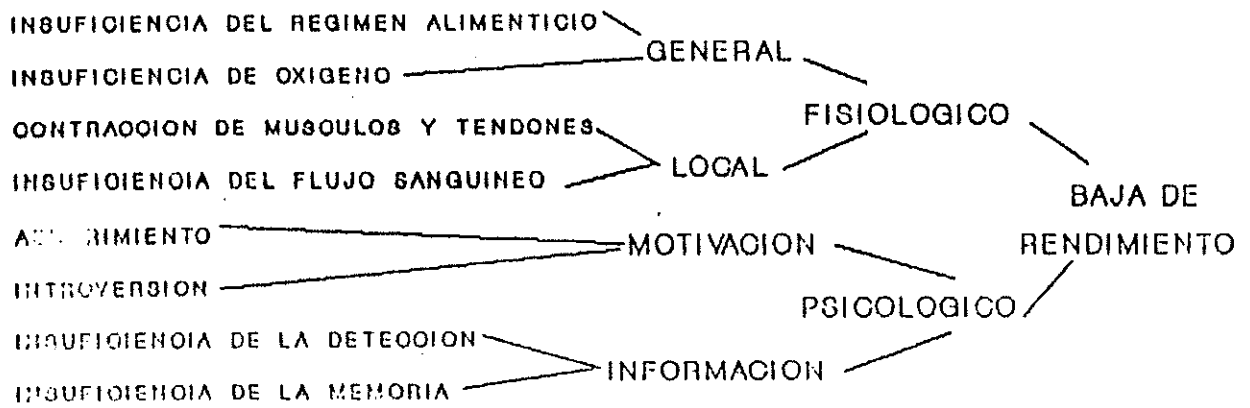 INSUFICIENCIA DEL REGIMEN ALIMENTICIO
GENERAL
INSUFICIENCIA DE OXIGENO
FISIOLOGICO
CONTRACCION DE MUSCULOS Y TENDONES
LOCAL
INSUFICIENCIA DEL FLUJO SANGUINEO
BAJA DE
RENDIMIENTO
MOTIVACION
INTROVERSION
PSICOLOGICO
INSUFICIENCIA DE LA DETECCION
INFORMACION
INSUFICIENCIA DE LA MEMORIA